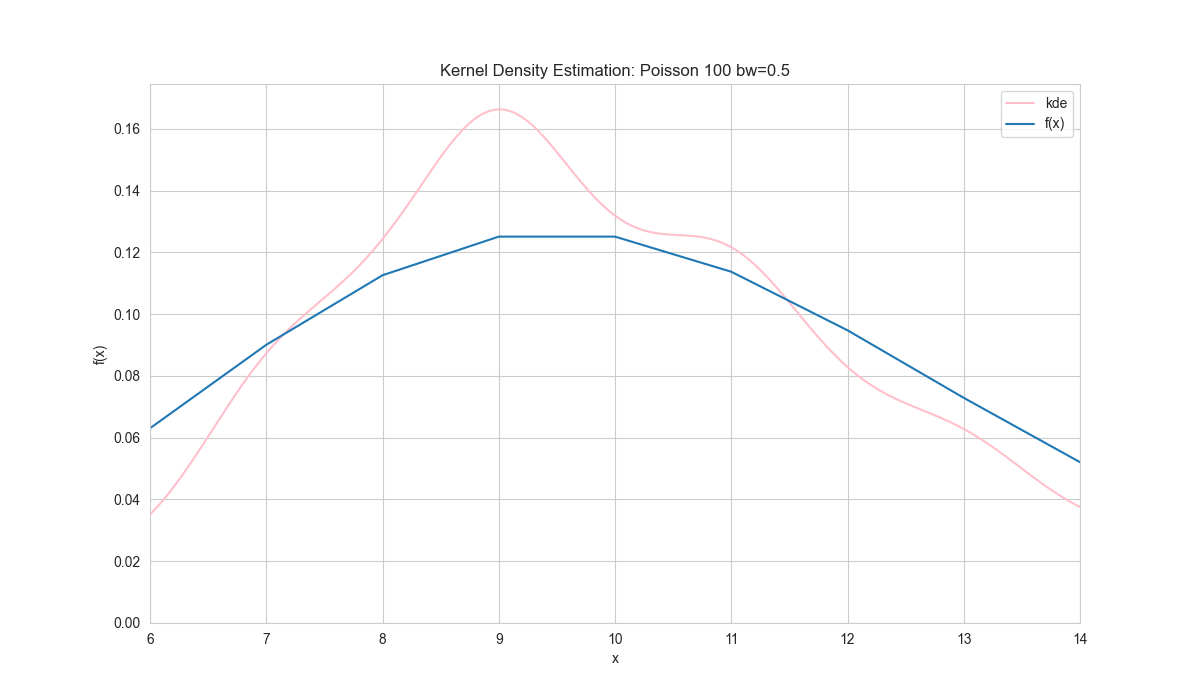 Kernel Density Estimation: Poisson 100 bw=0.5
kde
f(x)
0.16
0.14
0.12
0.10
0.08
0.06
0.04
0.02
0.00
f(x)
6 7 8 9 10 11 12 13 14
x